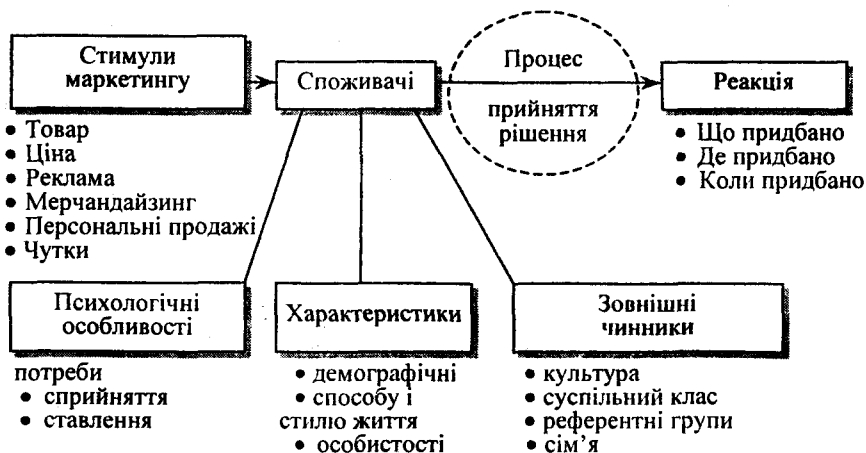 Стимули
маркетингу
Споживачі
Процес
прийняття
рішення
Реакція
• Товар
• Ціна
• Реклама
• Мерчандайзинг
• Персональні продажі
• Чутки
• Що придбано
• Де придбано
• Коли придбано
Психологічні
особливості
Характеристики
Зовнішні
чинники
потреби
• сприйняття
• ставлення
• демографічні
• способу і
стилю життя
• особистості
• культура
• суспільний клас
• референтні групи
• сім’я